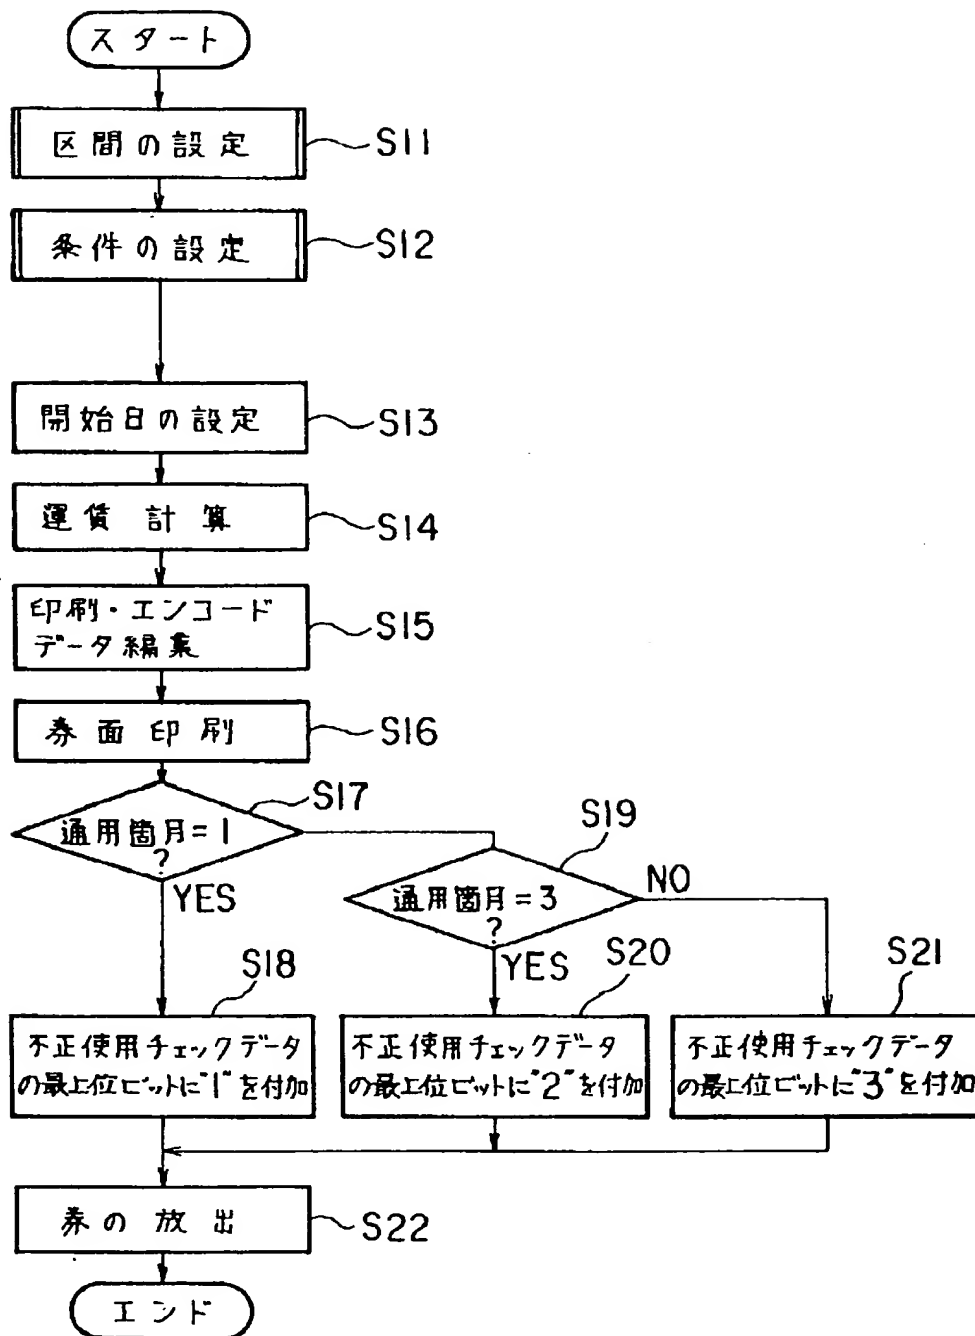 スタート
区間の設定
S11
条件の設定
S12
開始日の設定
S13
運賃計算
S14
印刷・エンコード
データ編集
S15
券面印刷
S16
通用箇月=1
?
S17
YES
通用箇月=3
?
S19
NO
YES
S18
不正使用チェックデータ
の最上位ビットに"1"を付加
S20
不正使用チェックデータ
の最上位ビットに"2"を付加
S21
不正使用チェックデータ
の最上位ビットに"3"を付加
券の放出
S22
エンド